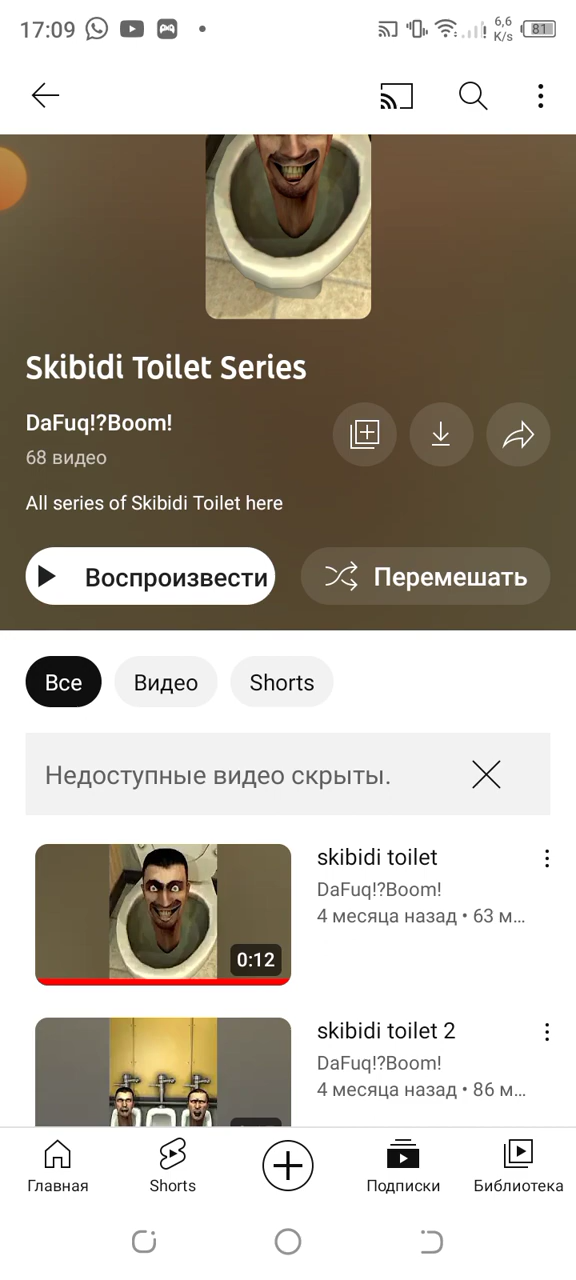 17:09
6,6
K/s
81
Skibidi Toilet Series
DaFuq!?Boom!
68 видео
All series of Skibidi Toilet here
Воспроизвести
Перемешать
Все
Видео
Shorts
Недоступные видео скрыты.
skibidi toilet
DaFuq!?Boom!
4 месяца назад • 63 м...
0:12
skibidi toilet 2
DaFuq!?Boom!
4 месяца назад • 86 м...
Главная
Shorts
Подписки
Библиотека